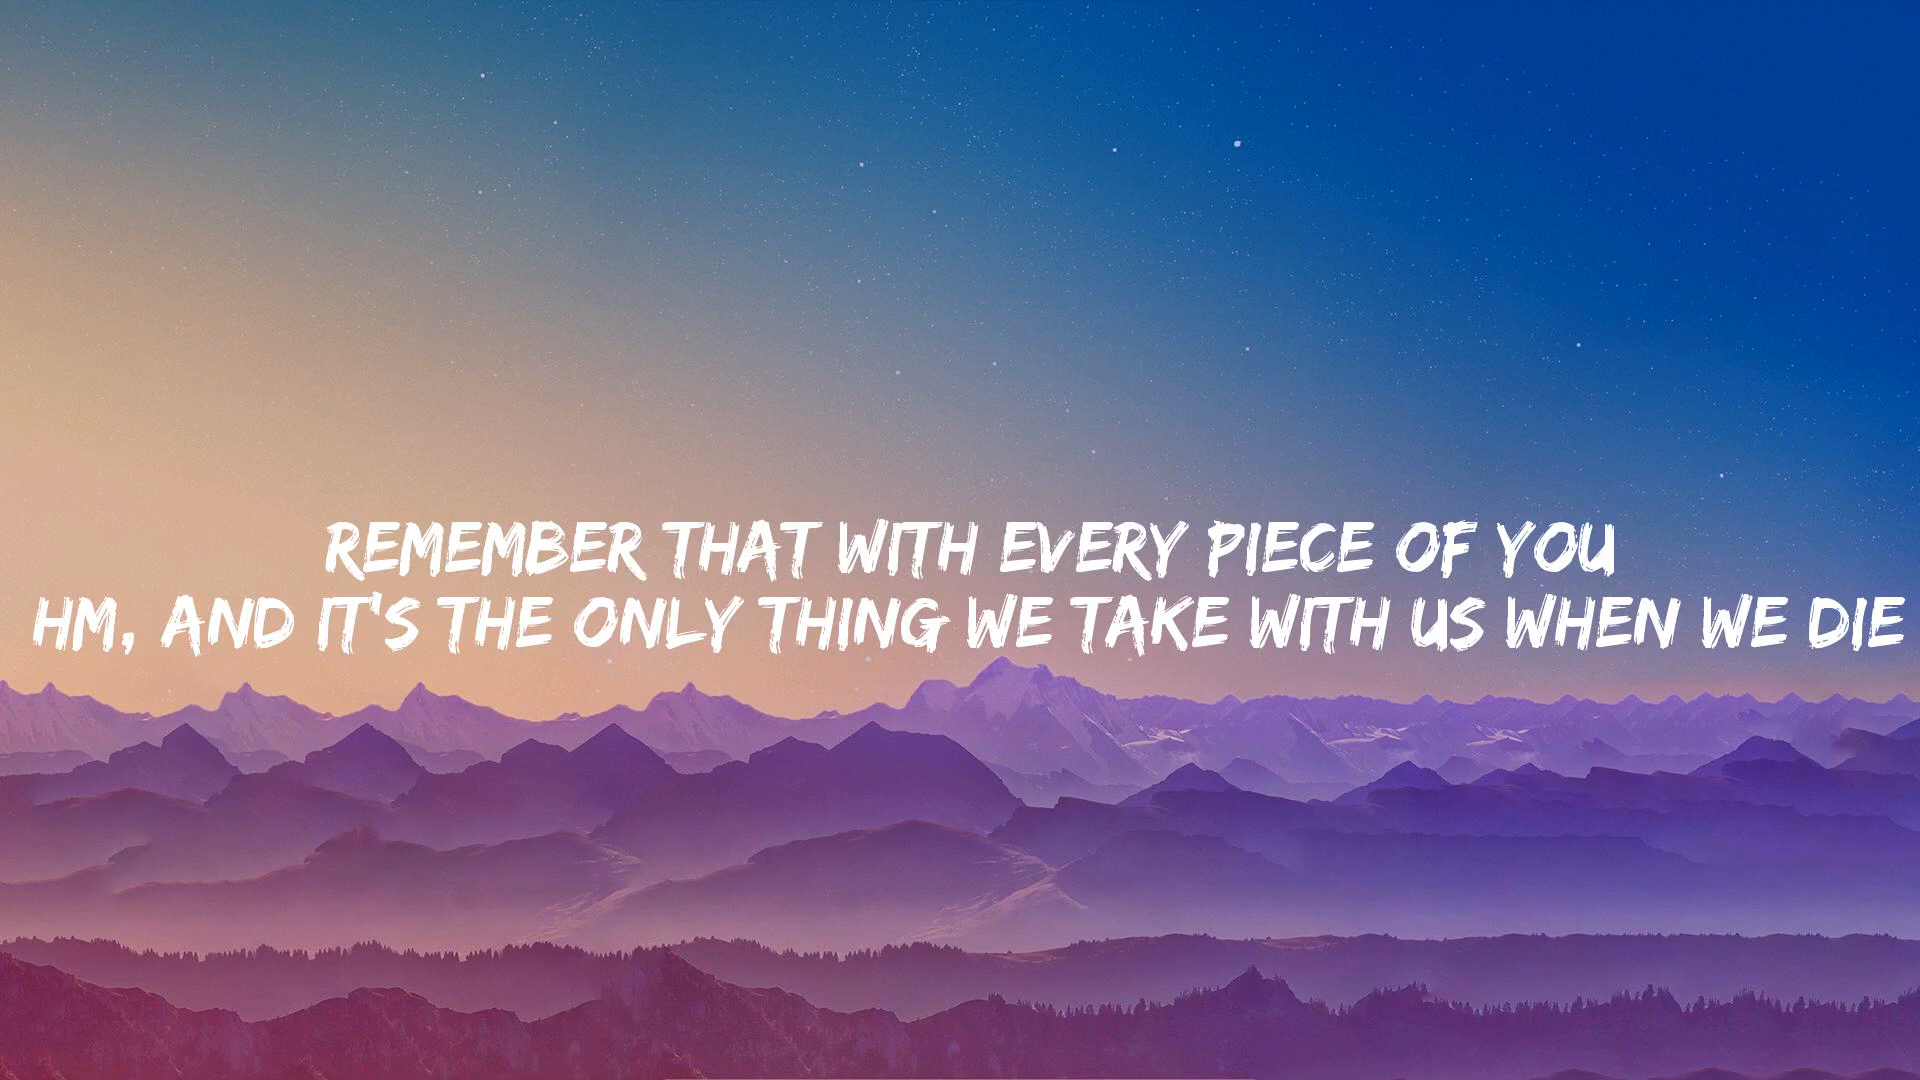 REMEMBER THAT WITH EVERY PIECE OF YOU
HM, AND IT'S THE ONLY THING WE TAKE WITH US WHEN WE DIE